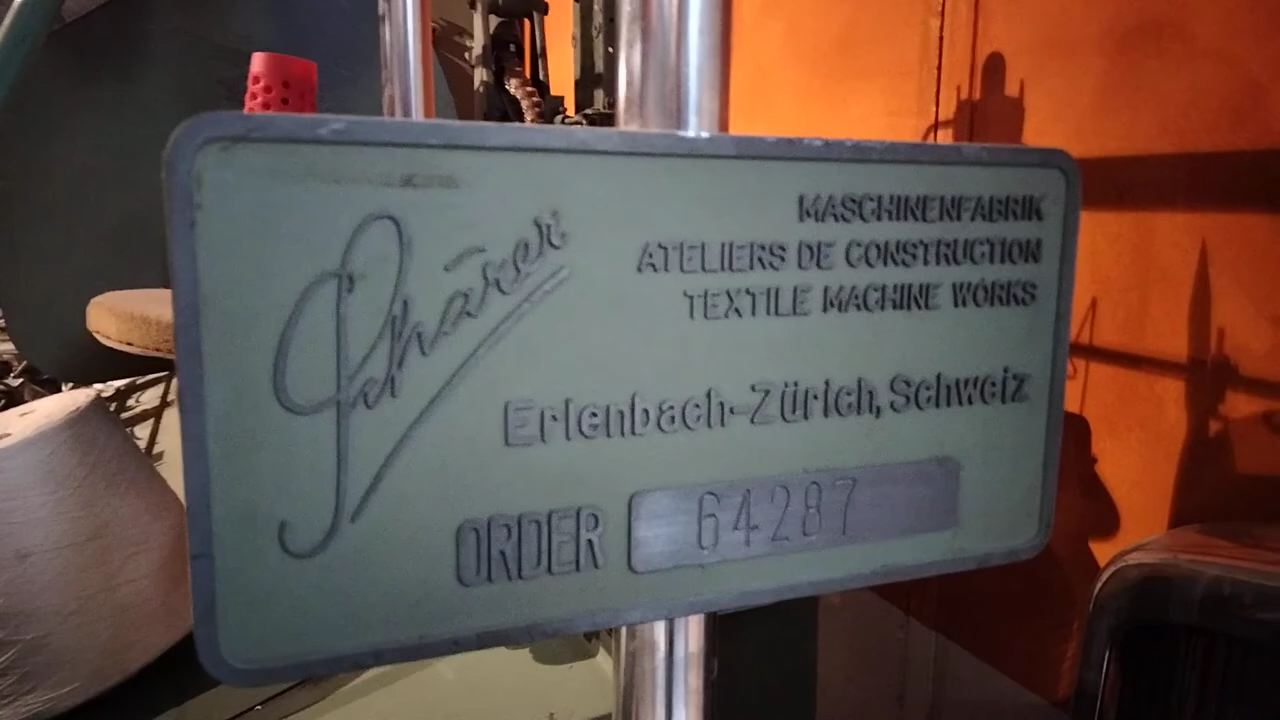 Schärer
MASCHINENFABRIK
ATELIERS DE CONSTRUCTION
TEXTILE MACHINE WORKS
Erlenbach-Zürich, Schweiz
ORDER 64287